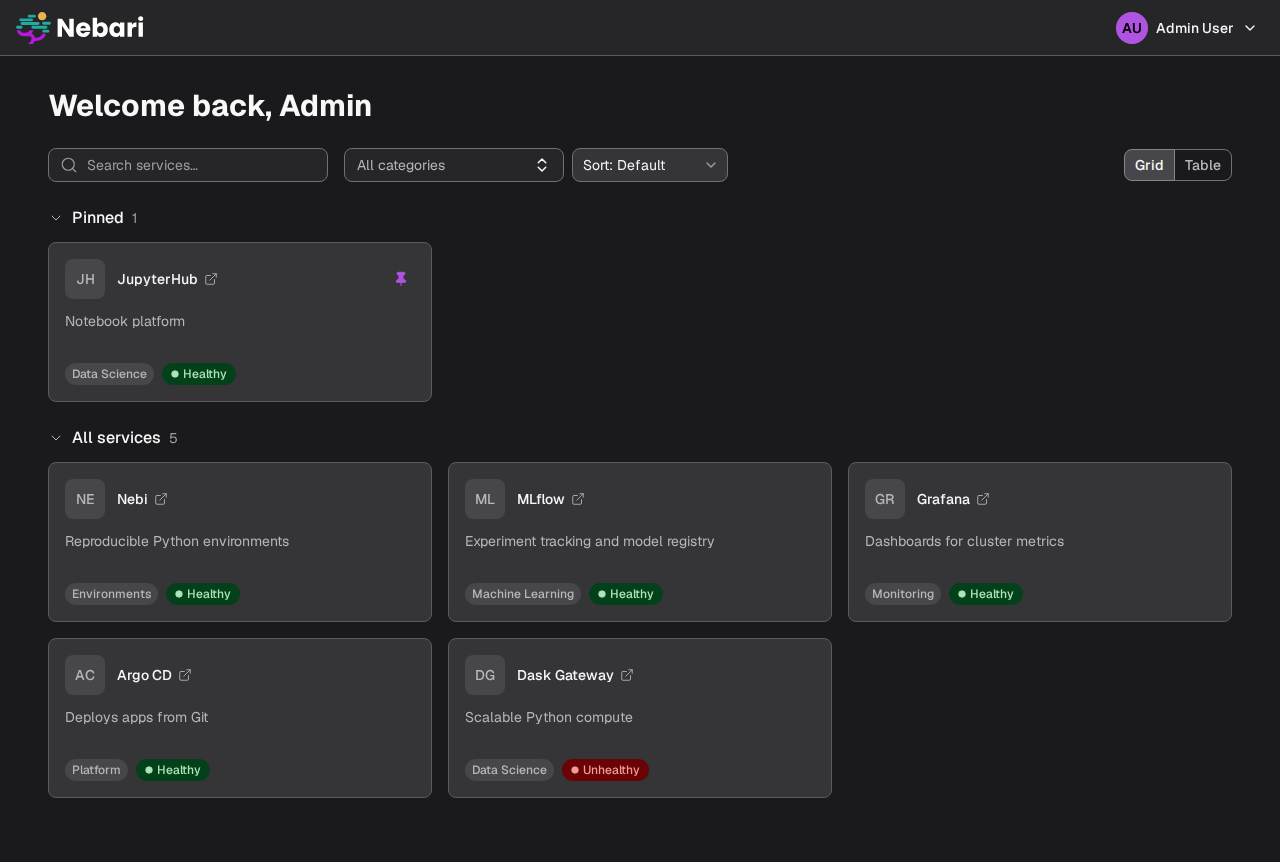 Nebari
AU Admin User
Welcome back, Admin
Search services...
All categories
Sort: Default
Grid
Table
Pinned 1
JH JupyterHub
Notebook platform
Data Science Healthy
All services 5
NE Nebi
Reproducible Python environments
Environments Healthy
ML MLflow
Experiment tracking and model registry
Machine Learning Healthy
GR Grafana
Dashboards for cluster metrics
Monitoring Healthy
AC Argo CD
Deploys apps from Git
Platform Healthy
DG Dask Gateway
Scalable Python compute
Data Science Unhealthy